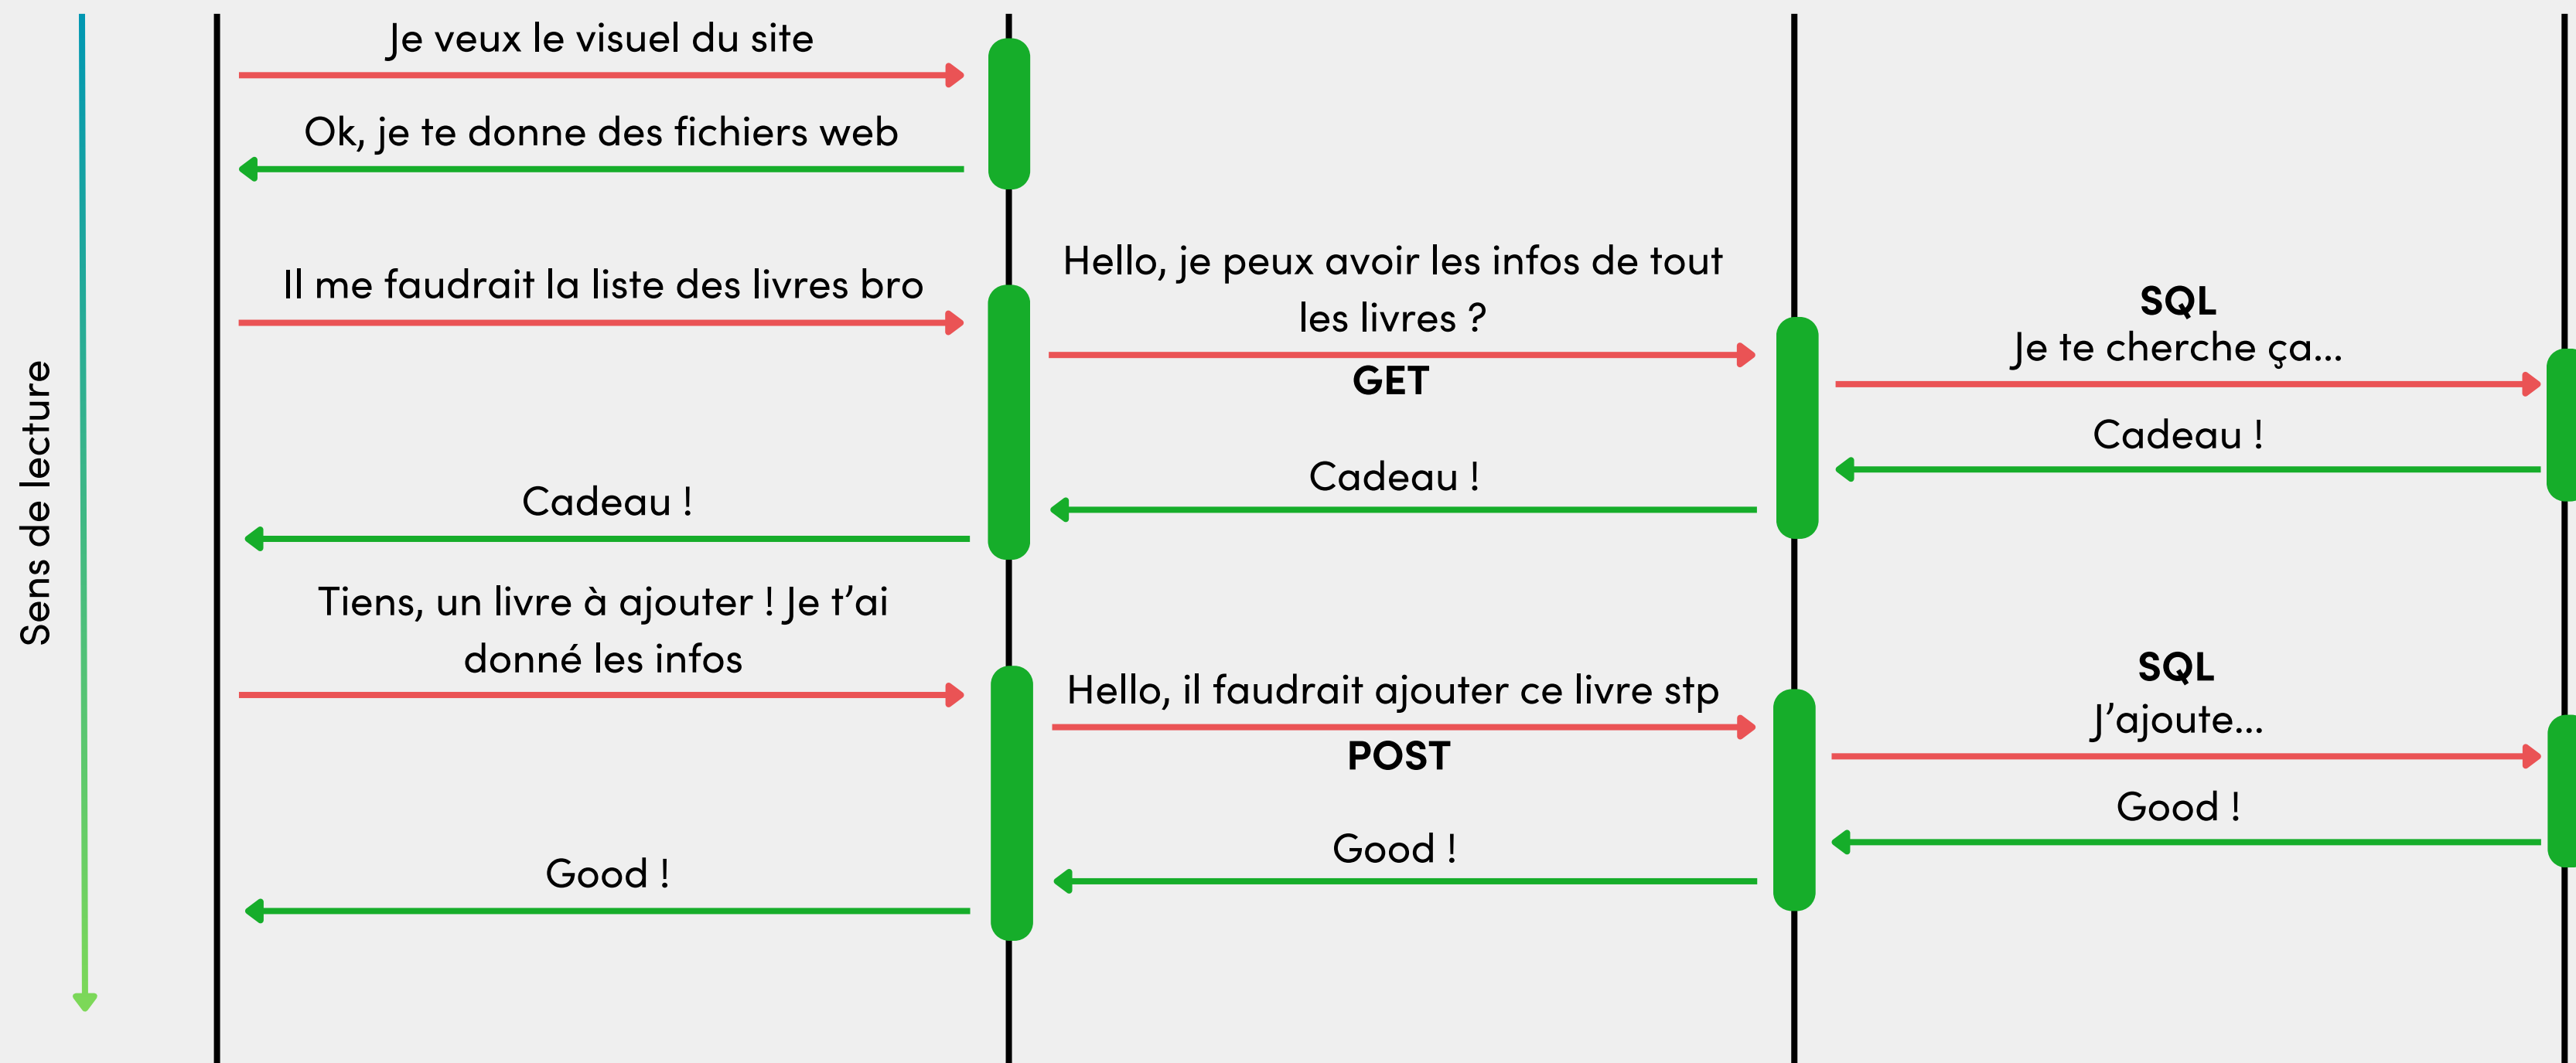 Je veux le visuel du site
Ok, je te donne des fichiers web
Il me faudrait la liste des livres bro
Hello, je peux avoir les infos de tout
les livres ?
GET
SQL
Je te cherche ça...
Cadeau !
Cadeau !
Cadeau !
Tiens, un livre à ajouter ! Je t’ai
donné les infos
Hello, il faudrait ajouter ce livre stp
POST
SQL
J’ajoute...
Good !
Good !
Good !
Sens de lecture